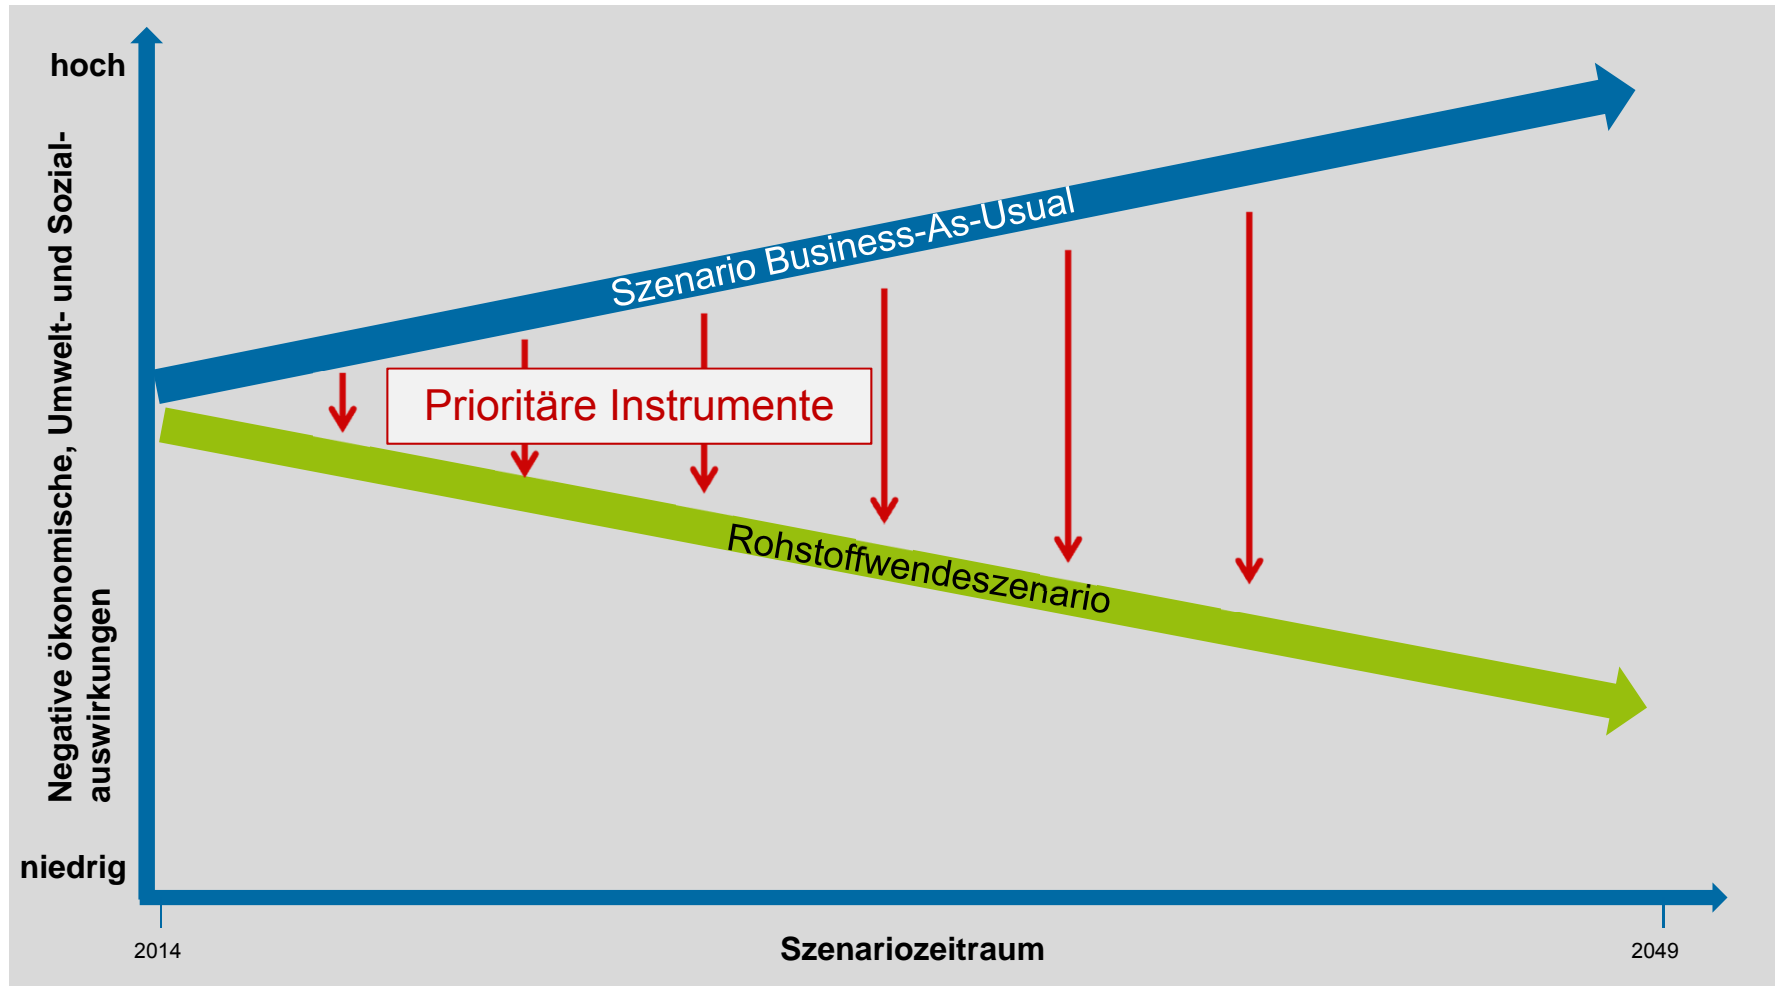 hoch
Negative ökonomische, Umwelt- und Sozial-
auswirkungen
niedrig
Szenario Business-As-Usual
Prioritäre Instrumente
Rohstoffwendeszenario
2014
Szenariozeitraum
2049